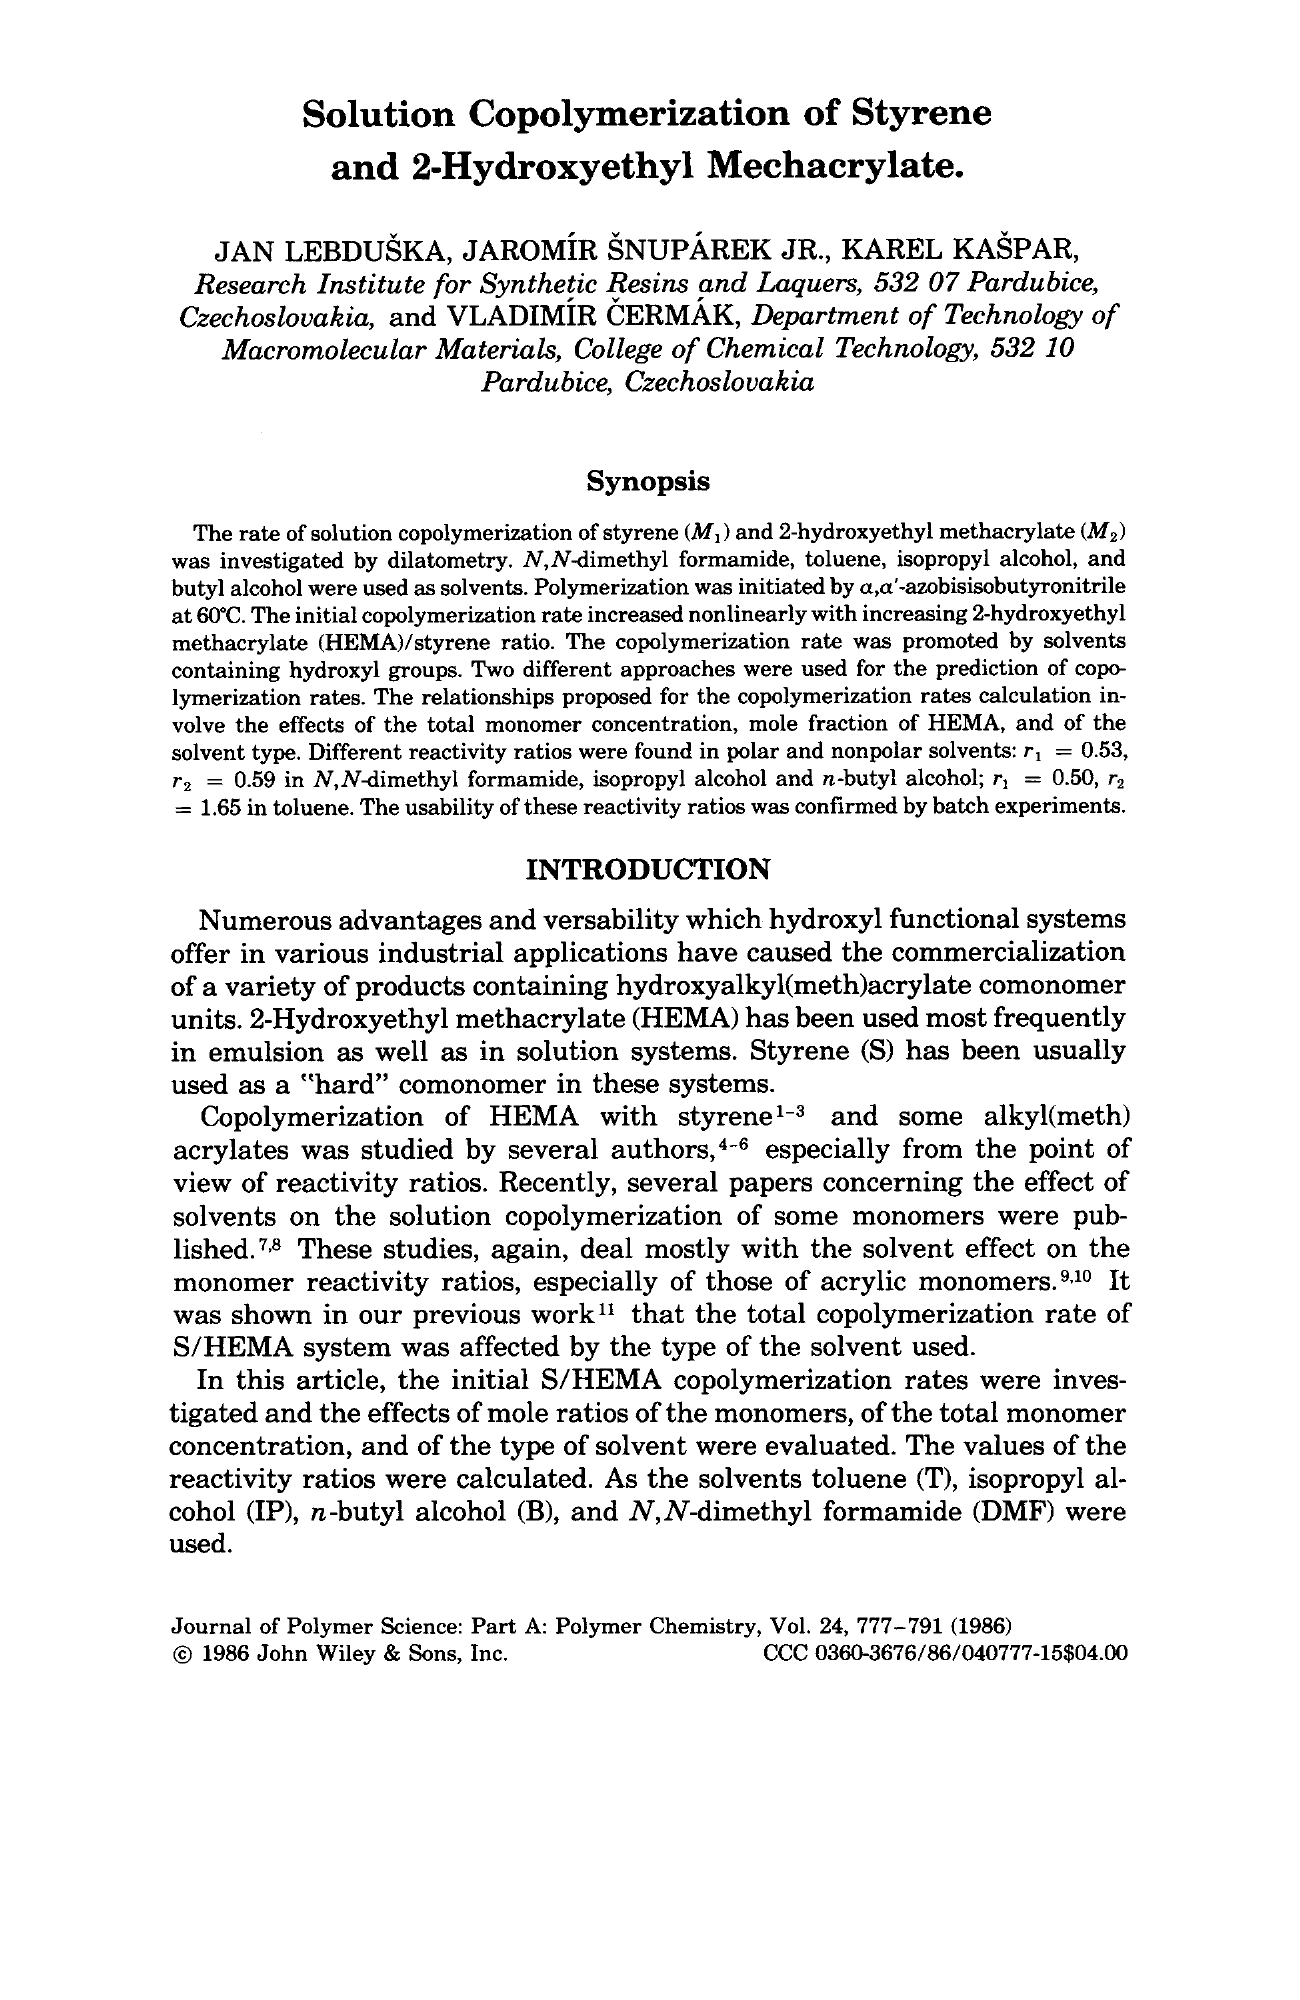 Solution Copolymerization of Styrene
and 2-Hydroxyethyl Mechacrylate.
JAN LEBDUŠKA, JAROMÍR ŠNUPÁREK JR., KAREL KAŠPAR,
Research Institute for Synthetic Resins and Laquers, 532 07 Pardubice,
Czechoslovakia, and VLADIMÍR ČERMÁK, Department of Technology of
Macromolecular Materials, College of Chemical Technology, 532 10
Pardubice, Czechoslovakia
Synopsis
The rate of solution copolymerization of styrene (M₁) and 2-hydroxyethyl methacrylate (M₂)
was investigated by dilatometry. N,N-dimethyl formamide, toluene, isopropyl alcohol, and
butyl alcohol were used as solvents. Polymerization was initiated by α,α′-azobisisobutyronitrile
at 60°C. The initial copolymerization rate increased nonlinearly with increasing 2-hydroxyethyl
methacrylate (HEMA)/styrene ratio. The copolymerization rate was promoted by solvents
containing hydroxyl groups. Two different approaches were used for the prediction of copo-
lymerization rates. The relationships proposed for the copolymerization rates calculation in-
volve the effects of the total monomer concentration, mole fraction of HEMA, and of the
solvent type. Different reactivity ratios were found in polar and nonpolar solvents: r₁ = 0.53,
r₂ = 0.59 in N,N-dimethyl formamide, isopropyl alcohol and n-butyl alcohol; r₁ = 0.50, r₂
= 1.65 in toluene. The usability of these reactivity ratios was confirmed by batch experiments.
INTRODUCTION
Numerous advantages and versability which hydroxyl functional systems
offer in various industrial applications have caused the commercialization
of a variety of products containing hydroxyalkyl(meth)acrylate comonomer
units. 2-Hydroxyethyl methacrylate (HEMA) has been used most frequently
in emulsion as well as in solution systems. Styrene (S) has been usually
used as a "hard" comonomer in these systems.
Copolymerization of HEMA with styrene¹⁻³ and some alkyl(meth)
acrylates was studied by several authors,⁴⁻⁶ especially from the point of
view of reactivity ratios. Recently, several papers concerning the effect of
solvents on the solution copolymerization of some monomers were pub-
lished.⁷,⁸ These studies, again, deal mostly with the solvent effect on the
monomer reactivity ratios, especially of those of acrylic monomers.⁹,¹⁰ It
was shown in our previous work¹¹ that the total copolymerization rate of
S/HEMA system was affected by the type of the solvent used.
In this article, the initial S/HEMA copolymerization rates were inves-
tigated and the effects of mole ratios of the monomers, of the total monomer
concentration, and of the type of solvent were evaluated. The values of the
reactivity ratios were calculated. As the solvents toluene (T), isopropyl al-
cohol (IP), n-butyl alcohol (B), and N,N-dimethyl formamide (DMF) were
used.
Journal of Polymer Science: Part A: Polymer Chemistry, Vol. 24, 777–791 (1986)
© 1986 John Wiley & Sons, Inc. CCC 0360-3676/86/040777-15$04.00